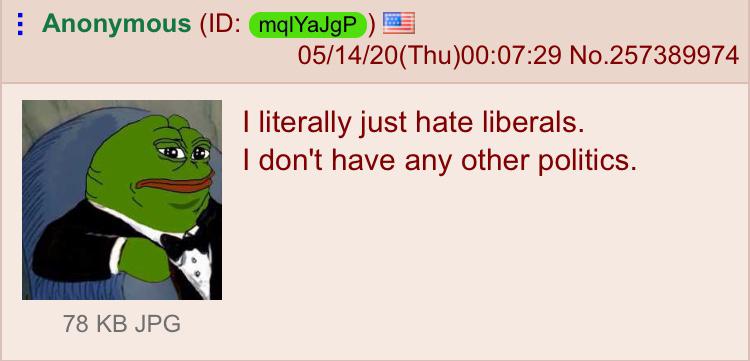 Anonymous (ID: mqlYaJgP)
05/14/20(Thu)00:07:29 No.257389974
I literally just hate liberals.
I don't have any other politics.
78 KB JPG